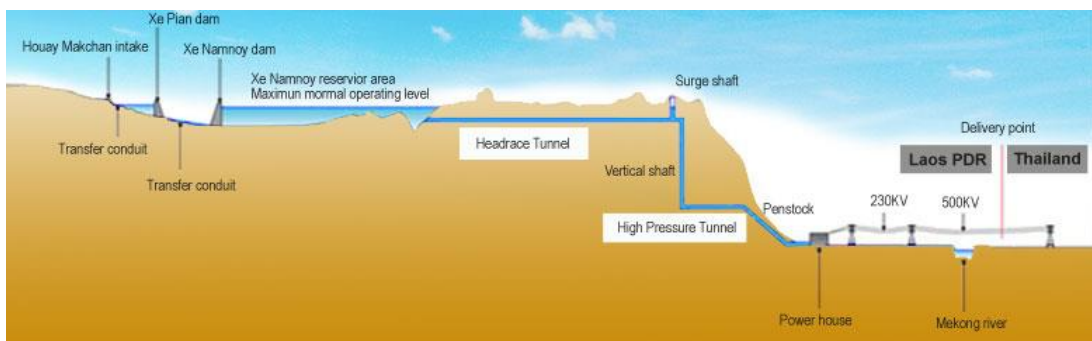 Xe Pian dam
Houay Makchan intake
Xe Namnoy dam
Xe Namnoy reservior area
Maximun mormal operating level
Surge shaft
Delivery point
Transfer conduit
Headrace Tunnel
Laos PDR
Thailand
Transfer conduit
Vertical shaft
230KV
500KV
Penstock
High Pressure Tunnel
Power house
Mekong river